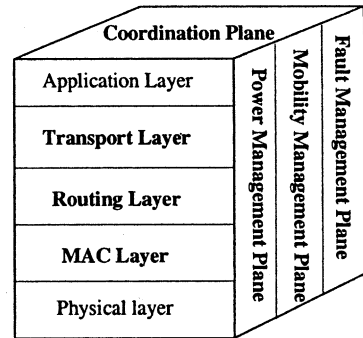 Coordination Plane
Application Layer
Transport Layer
Routing Layer
MAC Layer
Physical layer
Power Management Plane
Mobility Management Plane
Fault Management Plane